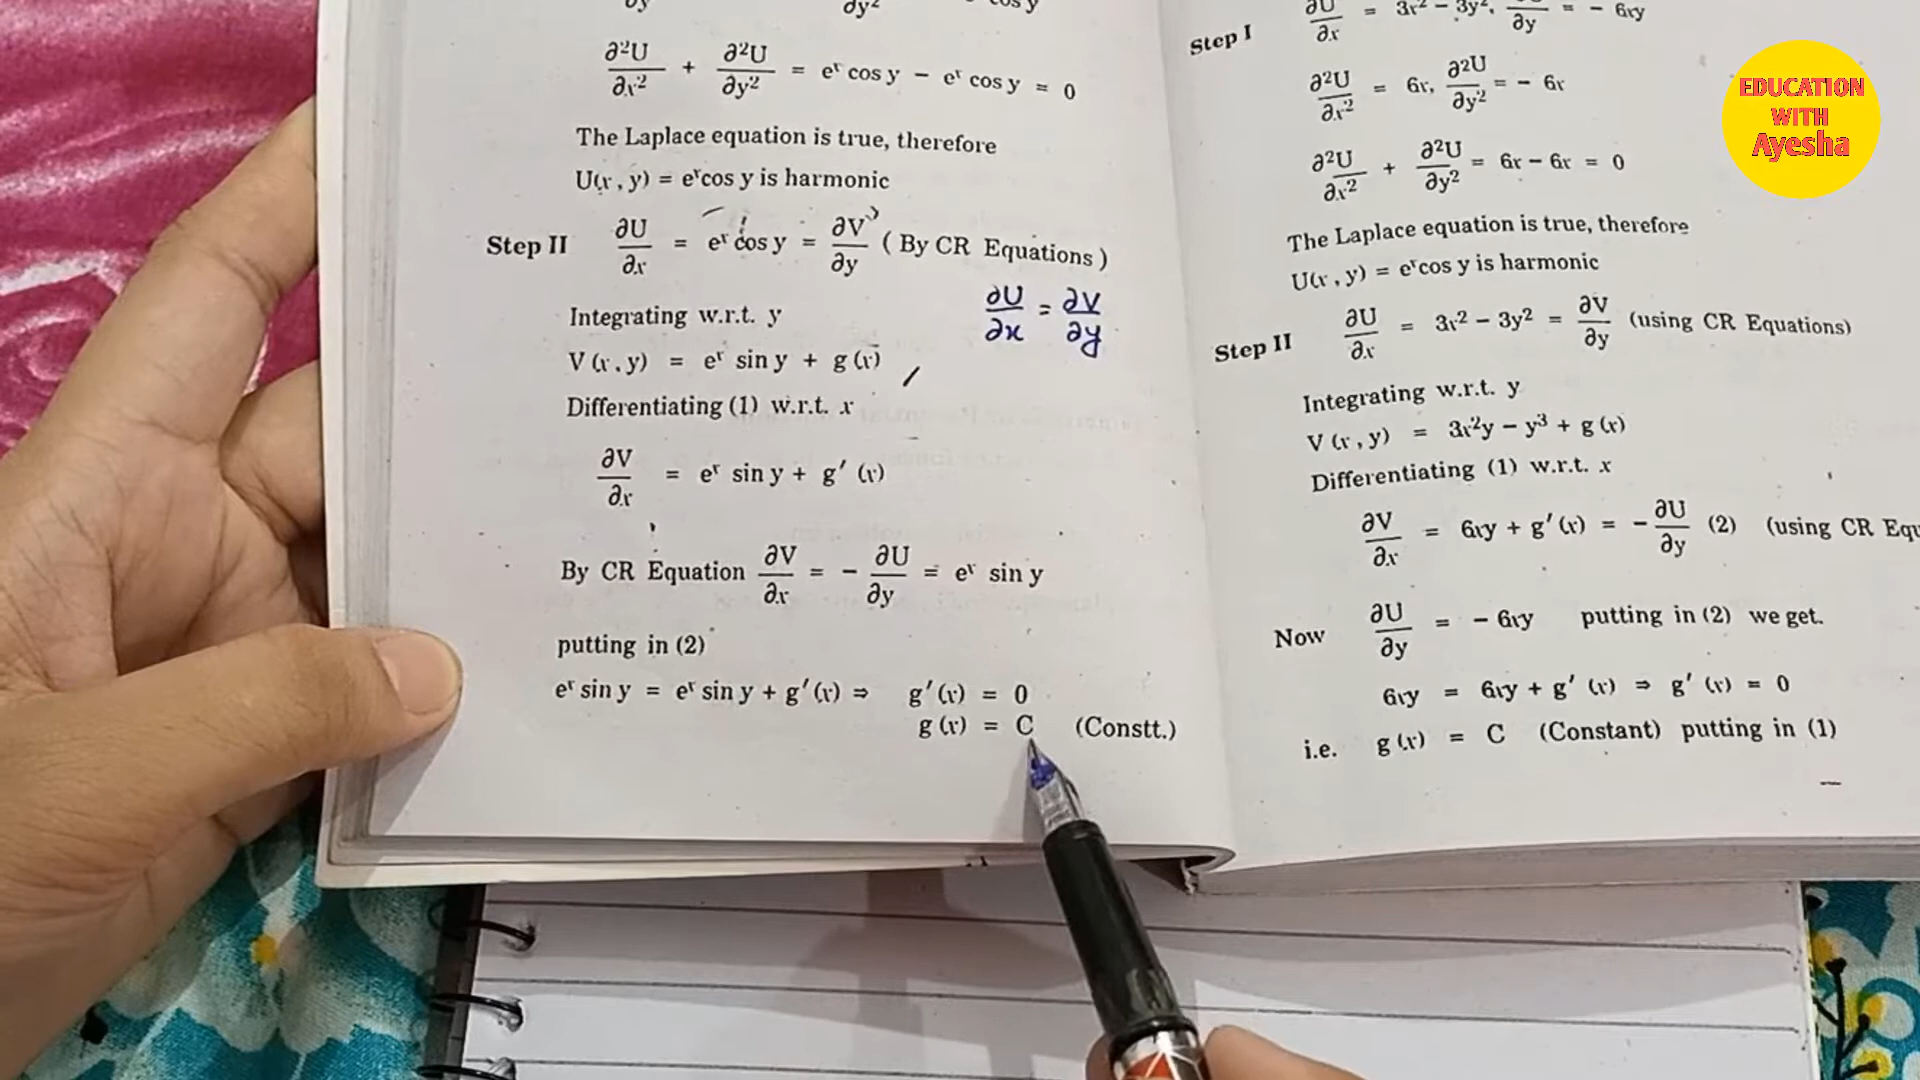 ∂y ∂y² cos y
∂²U/∂x² + ∂²U/∂y² = eˣ cos y − eˣ cos y = 0
The Laplace equation is true, therefore
U(x, y) = eˣcos y is harmonic
Step II ∂U/∂x = eˣ cos y = ∂V/∂y ( By CR Equations )
∂U/∂x = ∂V/∂y
Integrating w.r.t. y
V (x, y) = eˣ sin y + g (x)
Differentiating (1) w.r.t. x
∂V/∂x = eˣ sin y + g′ (x)
By CR Equation ∂V/∂x = − ∂U/∂y = eˣ sin y
putting in (2)
eˣ sin y = eˣ sin y + g′ (x) ⇒ g′ (x) = 0
g (x) = C (Constt.)
Step I ∂U/∂x = 3x² − 3y², ∂U/∂y = − 6xy
∂²U/∂x² = 6x, ∂²U/∂y² = − 6x
∂²U/∂x² + ∂²U/∂y² = 6x − 6x = 0
The Laplace equation is true, therefore
U(x, y) = eˣcos y is harmonic
Step II ∂U/∂x = 3x² − 3y² = ∂V/∂y (using CR Equations)
Integrating w.r.t. y
V (x, y) = 3x²y − y³ + g (x)
Differentiating (1) w.r.t. x
∂V/∂x = 6xy + g′ (x) = − ∂U/∂y (2) (using CR Equ
Now ∂U/∂y = − 6xy putting in (2) we get.
6xy = 6xy + g′ (x) ⇒ g′ (x) = 0
i.e. g (x) = C (Constant) putting in (1)
EDUCATION
WITH
Ayesha